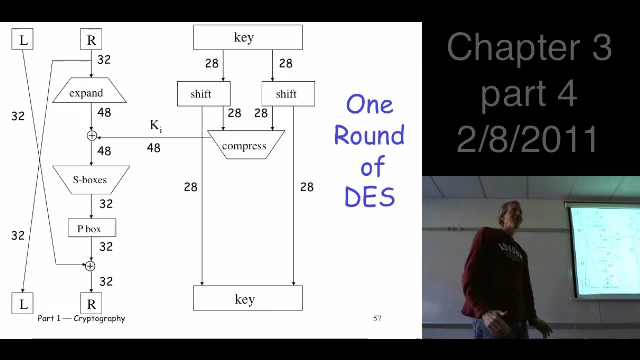 L
R
key
32
28
28
expand
shift
shift
One
Round
of
DES
32
48
28
28
K i
48
compress
48
S-boxes
28
28
32
P box
32
32
32
L
R
key
Part 1 — Cryptography
57
Chapter 3
part 4
2/8/2011